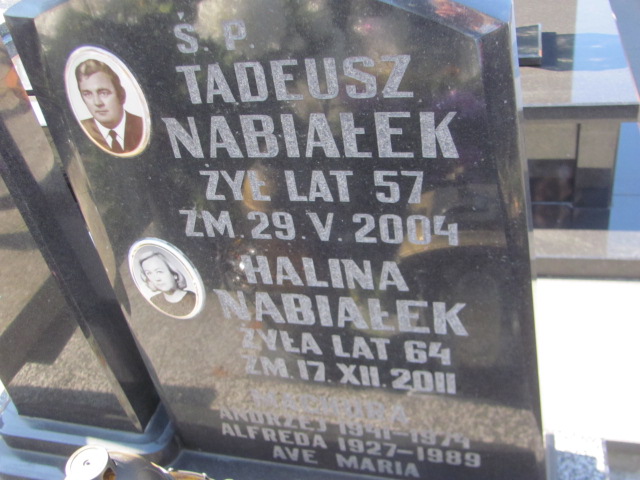 Ś. P.
TADEUSZ
NABIAŁEK
ŻYŁ LAT 57
ZM. 29. V. 2004
HALINA
NABIAŁEK
ŻYŁA LAT 64
ZM. 17. XII. 2011
ANDRZEJ 1941-1974
ALFREDA 1927-1989
AVE MARIA